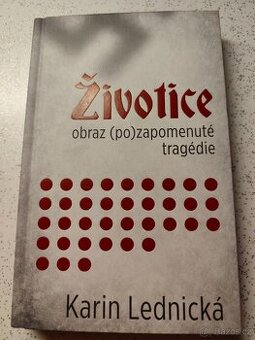 Životice
obraz (po)zapomenuté
tragédie
Karin Lednická